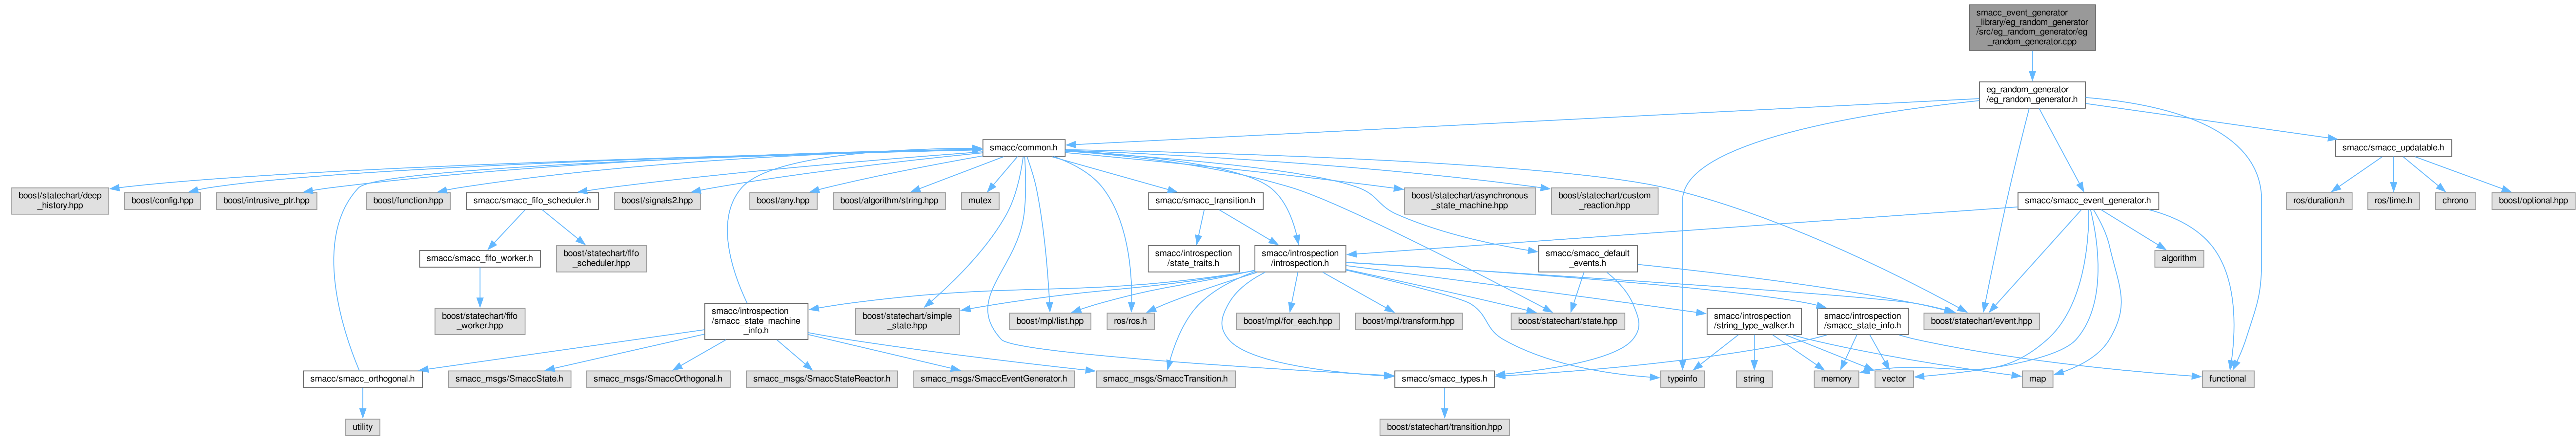 smacc_event_generator
_library/eg_random_generator
/src/eg_random_generator/eg
_random_generator.cpp
eg_random_generator
/eg_random_generator.h
smacc/common.h
smacc/smacc_updatable.h
boost/statechart/deep
_history.hpp
boost/config.hpp
boost/intrusive_ptr.hpp
boost/function.hpp
smacc/smacc_fifo_scheduler.h
boost/signals2.hpp
boost/any.hpp
boost/algorithm/string.hpp
mutex
smacc/smacc_transition.h
boost/statechart/asynchronous
_state_machine.hpp
boost/statechart/custom
_reaction.hpp
smacc/smacc_event_generator.h
ros/duration.h
ros/time.h
chrono
boost/optional.hpp
smacc/smacc_fifo_worker.h
boost/statechart/fifo
_scheduler.hpp
smacc/introspection
/state_traits.h
smacc/introspection
/introspection.h
smacc/smacc_default
_events.h
algorithm
boost/statechart/fifo
_worker.hpp
smacc/introspection
/smacc_state_machine
_info.h
boost/statechart/simple
_state.hpp
boost/mpl/list.hpp
ros/ros.h
boost/mpl/for_each.hpp
boost/mpl/transform.hpp
boost/statechart/state.hpp
smacc/introspection
/string_type_walker.h
smacc/introspection
/smacc_state_info.h
boost/statechart/event.hpp
smacc/smacc_orthogonal.h
smacc_msgs/SmaccState.h
smacc_msgs/SmaccOrthogonal.h
smacc_msgs/SmaccStateReactor.h
smacc_msgs/SmaccEventGenerator.h
smacc_msgs/SmaccTransition.h
smacc/smacc_types.h
typeinfo
string
memory
vector
map
functional
utility
boost/statechart/transition.hpp